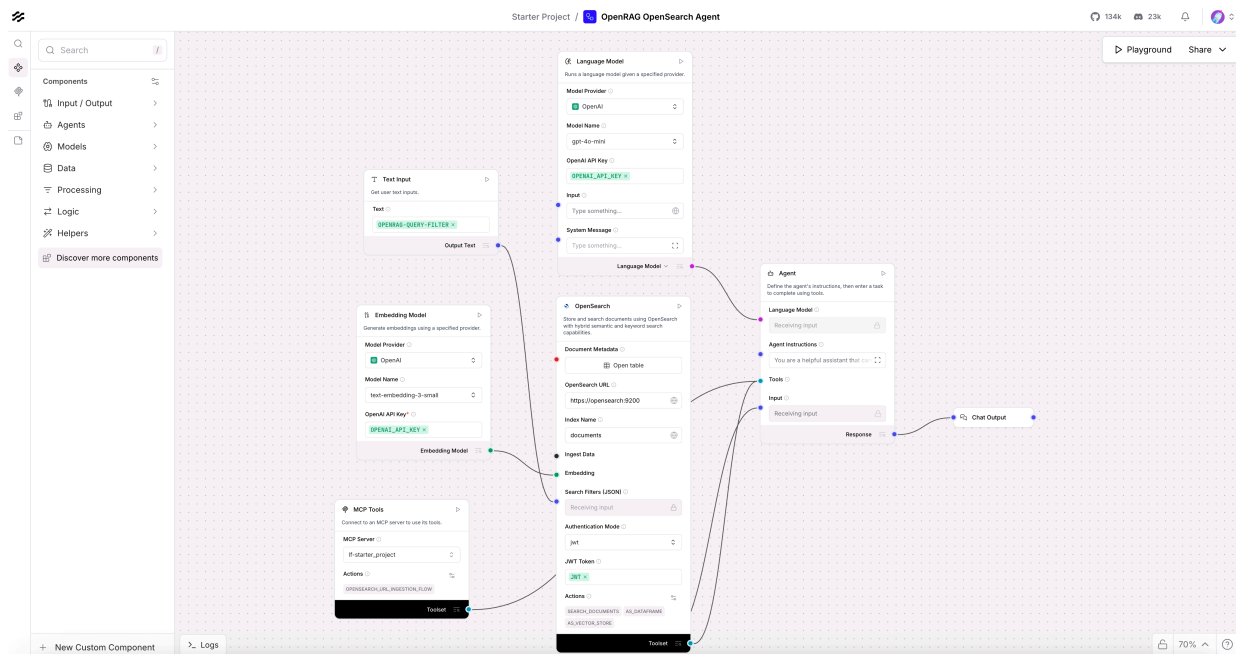 Starter Project / OpenRAG OpenSearch Agent
134k
23k
Search /
Components
Input / Output
Agents
Models
Data
Processing
Logic
Helpers
Discover more components
New Custom Component
Logs
Playground
Share
70%
Text Input
Get user text inputs.
Text
OPENRAG-QUERY-FILTER ×
Output Text
Embedding Model
Generate embeddings using a specified provider.
Model Provider
OpenAI
Model Name
text-embedding-3-small
OpenAI API Key*
OPENAI_API_KEY ×
Embedding Model
MCP Tools
Connect to an MCP server to use its tools.
MCP Server
lf-starter_project
Actions
OPENSEARCH_URL_INGESTION_FLOW
Toolset
Language Model
Runs a language model given a specified provider.
Model Provider
OpenAI
Model Name
gpt-4o-mini
OpenAI API Key
OPENAI_API_KEY ×
Input
Type something...
System Message
Type something...
Language Model
OpenSearch
Store and search documents using OpenSearch
with hybrid semantic and keyword search
capabilities.
Document Metadata
Open table
OpenSearch URL
https://opensearch:9200
Index Name
documents
Ingest Data
Embedding
Search Filters (JSON)
Receiving input
Authentication Mode
jwt
JWT Token
JWT ×
Actions
SEARCH_DOCUMENTS AS_DATAFRAME
AS_VECTOR_STORE
Toolset
Agent
Define the agent's instructions, then enter a task
to complete using tools.
Language Model
Receiving input
Agent Instructions
You are a helpful assistant that
Tools
Input
Receiving input
Response
Chat Output